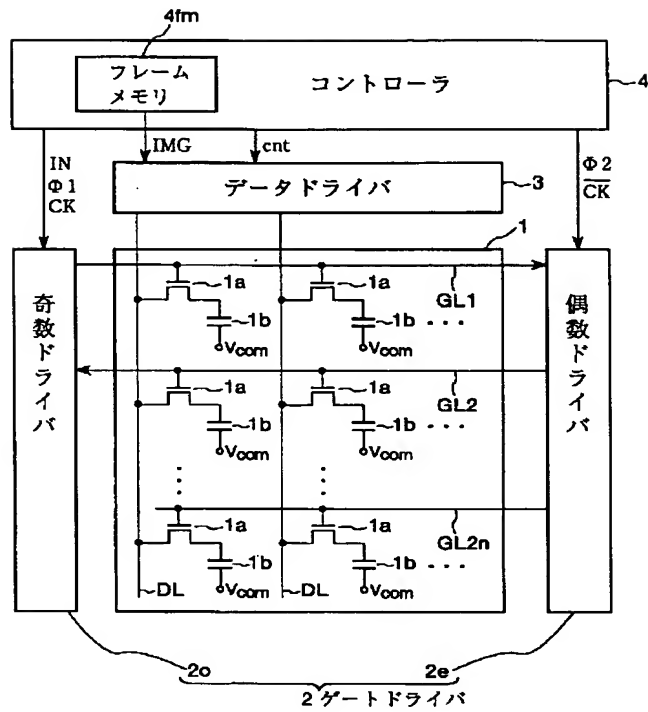 4fm
フレーム
メモリ
コントローラ
4
IN
Φ1
CK
IMG
cnt
Φ2
C̅K̅
データドライバ
3
1
奇数ドライバ
偶数ドライバ
1a
1a
GL1
1b
1b
Vcom
Vcom
1a
1a
GL2
1b
1b
Vcom
Vcom
1a
1a
GL2n
1b
1b
Vcom
Vcom
DL
DL
2o
2e
2 ゲートドライバ